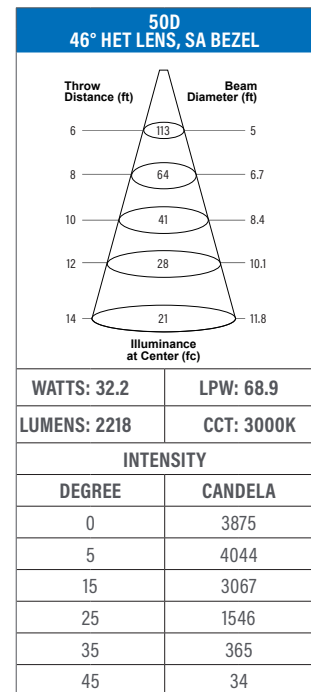 50D
46° HET LENS, SA BEZEL
Throw Distance (ft)
Beam Diameter (ft)
6 113 5
8 64 6.7
10 41 8.4
12 28 10.1
14 21 11.8
Illuminance
at Center (fc)
WATTS: 32.2 LPW: 68.9
LUMENS: 2218 CCT: 3000K
INTENSITY
DEGREE CANDELA
0 3875
5 4044
15 3067
25 1546
35 365
45 34